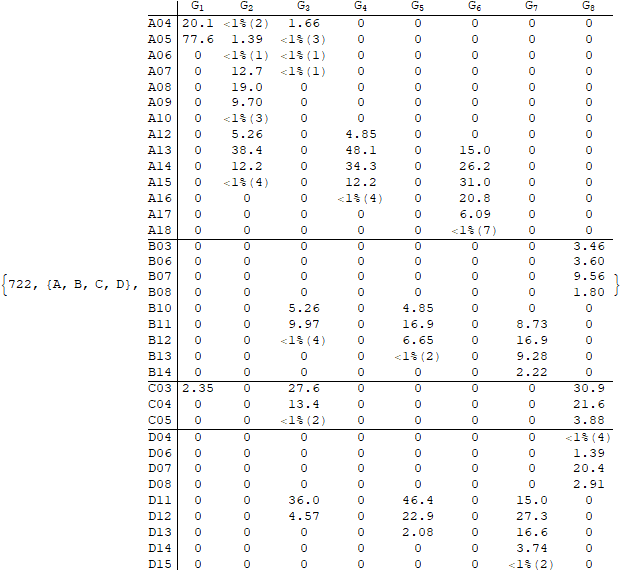 G1 G2 G3 G4 G5 G6 G7 G8
A04 20.1 <1%(2) 1.66 0 0 0 0 0
A05 77.6 1.39 <1%(3) 0 0 0 0 0
A06 0 <1%(1) <1%(1) 0 0 0 0 0
A07 0 12.7 <1%(1) 0 0 0 0 0
A08 0 19.0 0 0 0 0 0 0
A09 0 9.70 0 0 0 0 0 0
A10 0 <1%(3) 0 0 0 0 0 0
A12 0 5.26 0 4.85 0 0 0 0
A13 0 38.4 0 48.1 0 15.0 0 0
A14 0 12.2 0 34.3 0 26.2 0 0
A15 0 <1%(4) 0 12.2 0 31.0 0 0
A16 0 0 0 <1%(4) 0 20.8 0 0
A17 0 0 0 0 0 6.09 0 0
A18 0 0 0 0 0 <1%(7) 0 0
B03 0 0 0 0 0 0 0 3.46
B06 0 0 0 0 0 0 0 3.60
B07 0 0 0 0 0 0 0 9.56
{722, {A, B, C, D}, }
B08 0 0 0 0 0 0 0 1.80
B10 0 0 5.26 0 4.85 0 0 0
B11 0 0 9.97 0 16.9 0 8.73 0
B12 0 0 <1%(4) 0 6.65 0 16.9 0
B13 0 0 0 0 <1%(2) 0 9.28 0
B14 0 0 0 0 0 0 2.22 0
C03 2.35 0 27.6 0 0 0 0 30.9
C04 0 0 13.4 0 0 0 0 21.6
C05 0 0 <1%(2) 0 0 0 0 3.88
D04 0 0 0 0 0 0 0 <1%(4)
D06 0 0 0 0 0 0 0 1.39
D07 0 0 0 0 0 0 0 20.4
D08 0 0 0 0 0 0 0 2.91
D11 0 0 36.0 0 46.4 0 15.0 0
D12 0 0 4.57 0 22.9 0 27.3 0
D13 0 0 0 0 2.08 0 16.6 0
D14 0 0 0 0 0 0 3.74 0
D15 0 0 0 0 0 0 <1%(2) 0